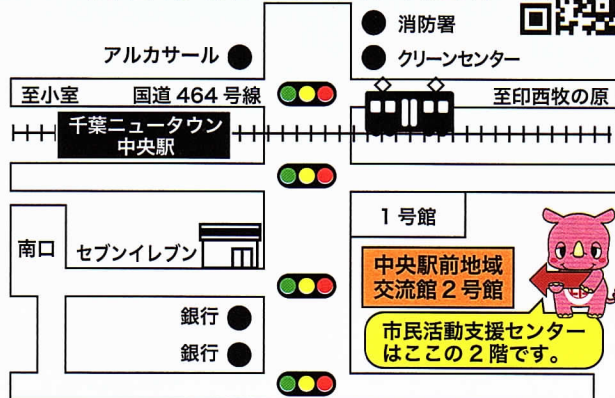 消防署
アルカサール
クリーンセンター
至小室
国道464号線
至印西牧の原
千葉ニュータウン
中央駅
1号館
南口
セブンイレブン
中央駅前地域
交流館2号館
銀行
銀行
市民活動支援センター
はここの2階です。